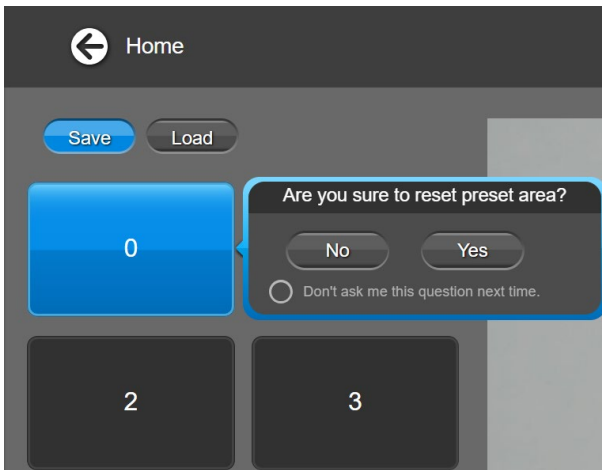 Home
Save Load
0
Are you sure to reset preset area?
No Yes
Don't ask me this question next time.
2 3